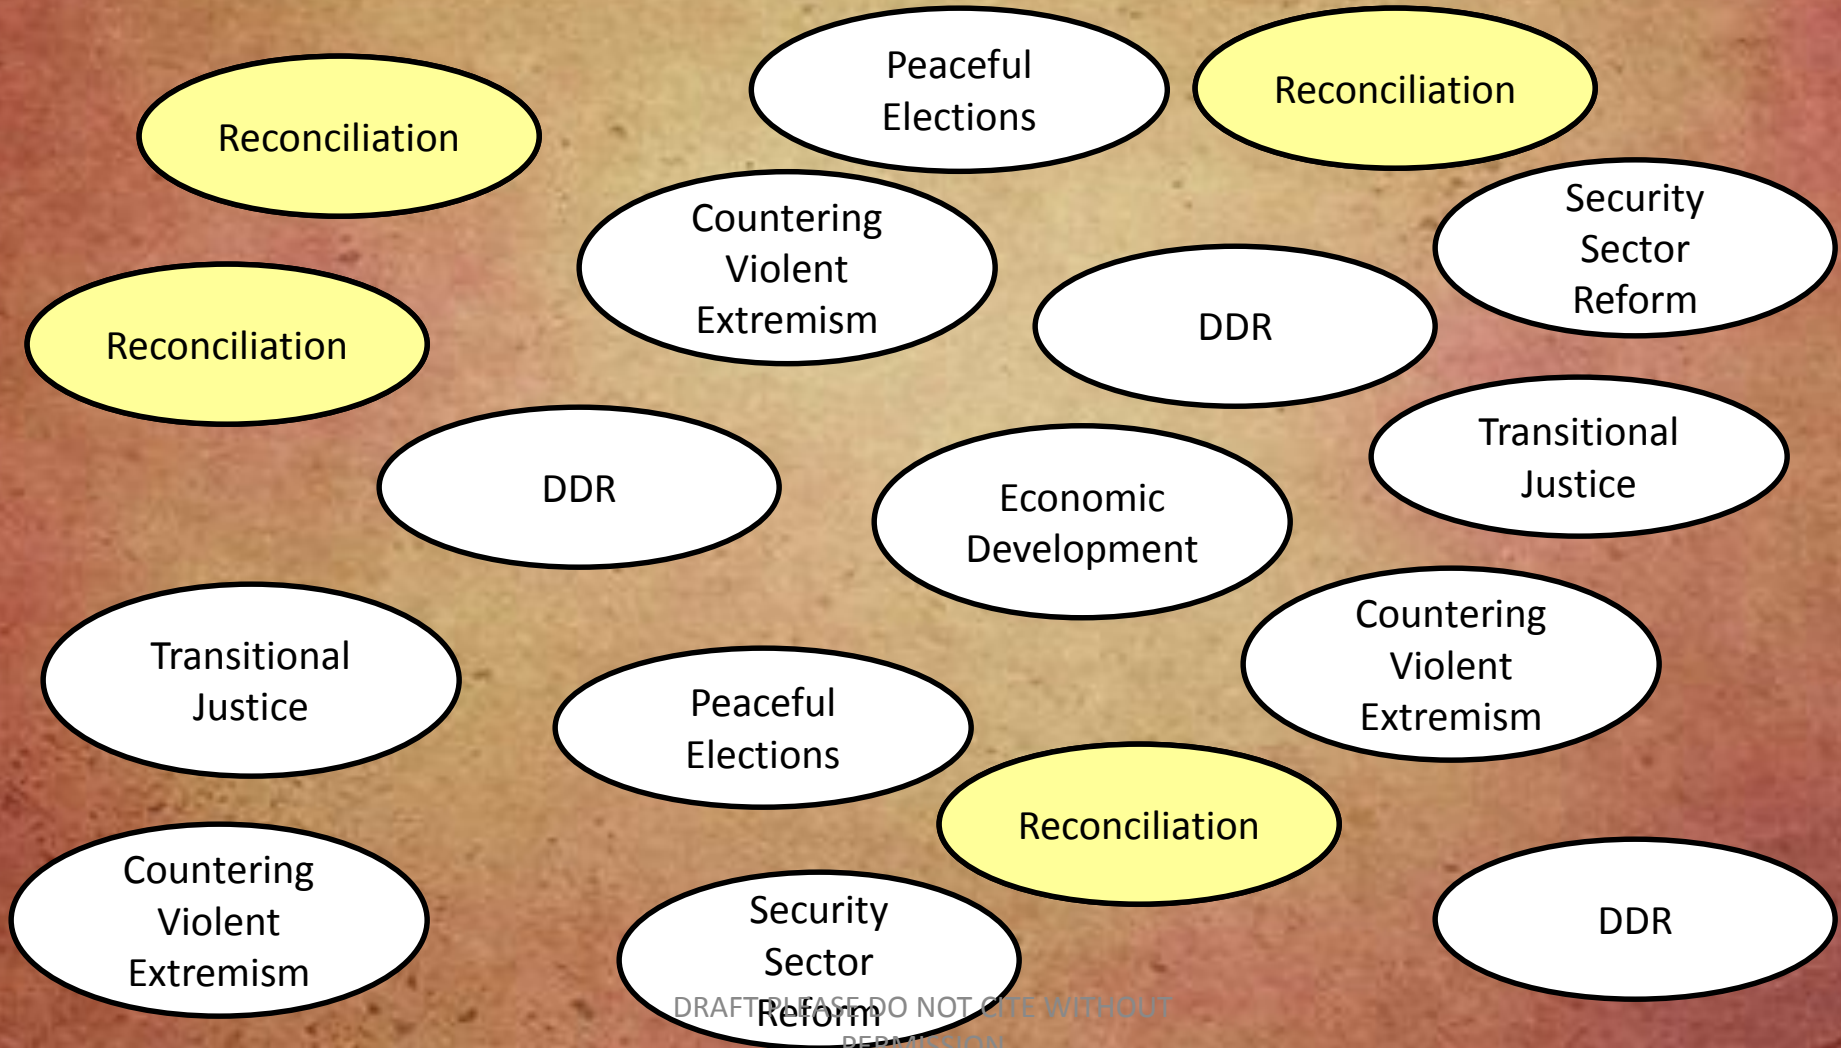 Peaceful
Elections
Reconciliation
Reconciliation
Security
Sector
Reform
Countering
Violent
Extremism
DDR
Reconciliation
Transitional
Justice
DDR
Economic
Development
Countering
Violent
Extremism
Transitional
Justice
Peaceful
Elections
Reconciliation
Countering
Violent
Extremism
Security
Sector
Reform
DDR
DRAFT PLEASE DO NOT CITE WITHOUT
PERMISSION